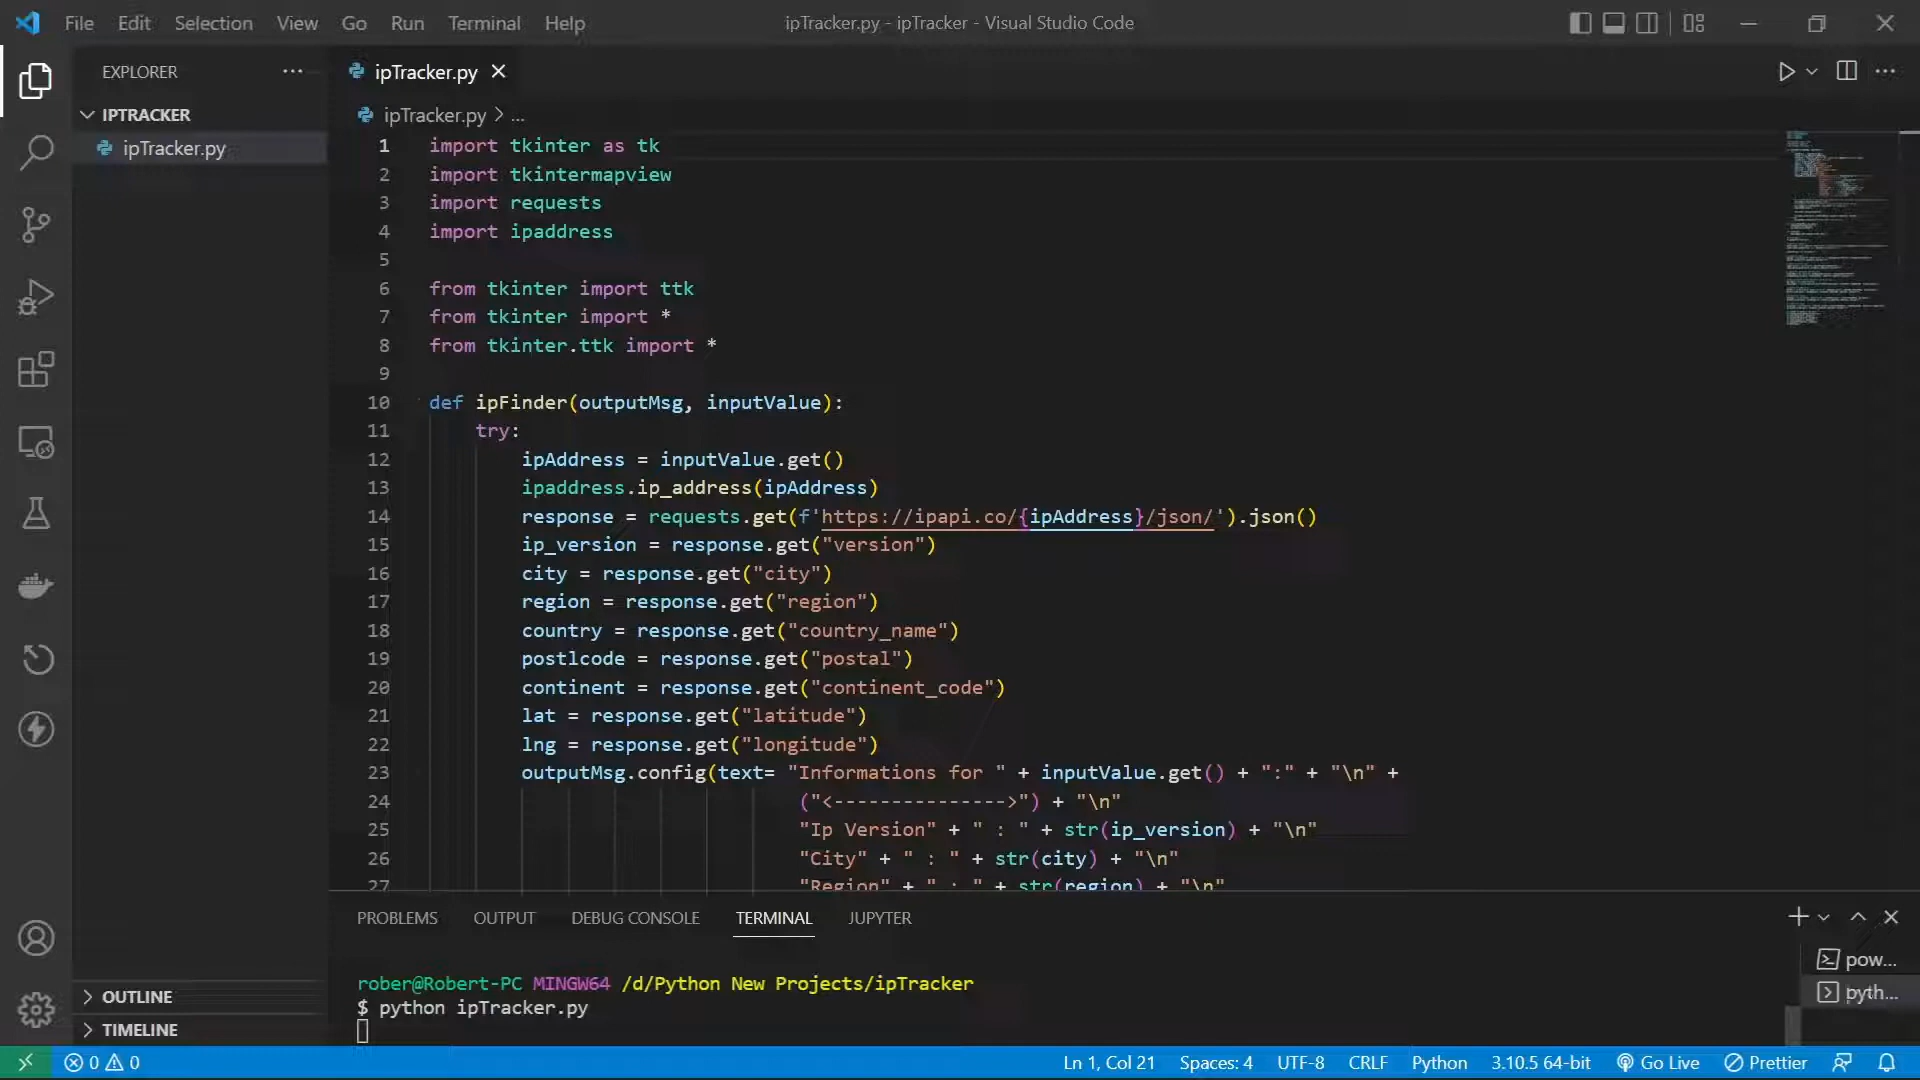 File Edit Selection View Go Run Terminal Help
ipTracker.py - ipTracker - Visual Studio Code
EXPLORER
IPTRACKER
ipTracker.py
OUTLINE
TIMELINE
ipTracker.py
ipTracker.py > ...
1 import tkinter as tk
2 import tkintermapview
3 import requests
4 import ipaddress
5
6 from tkinter import ttk
7 from tkinter import *
8 from tkinter.ttk import *
9
10 def ipFinder(outputMsg, inputValue):
11 try:
12 ipAddress = inputValue.get()
13 ipaddress.ip_address(ipAddress)
14 response = requests.get(f'https://ipapi.co/{ipAddress}/json/').json()
15 ip_version = response.get("version")
16 city = response.get("city")
17 region = response.get("region")
18 country = response.get("country_name")
19 postlcode = response.get("postal")
20 continent = response.get("continent_code")
21 lat = response.get("latitude")
22 lng = response.get("longitude")
23 outputMsg.config(text= "Informations for " + inputValue.get() + ":" + "\n" +
24 ("<--------------->") + "\n"
25 "Ip Version" + " : " + str(ip_version) + "\n"
26 "City" + " : " + str(city) + "\n"
27 "Region" + " : " + str(region) + "\n"
PROBLEMS OUTPUT DEBUG CONSOLE TERMINAL JUPYTER
rober@Robert-PC MINGW64 /d/Python New Projects/ipTracker
$ python ipTracker.py
pow...
pyth...
0 0 Ln 1, Col 21 Spaces: 4 UTF-8 CRLF Python 3.10.5 64-bit Go Live Prettier